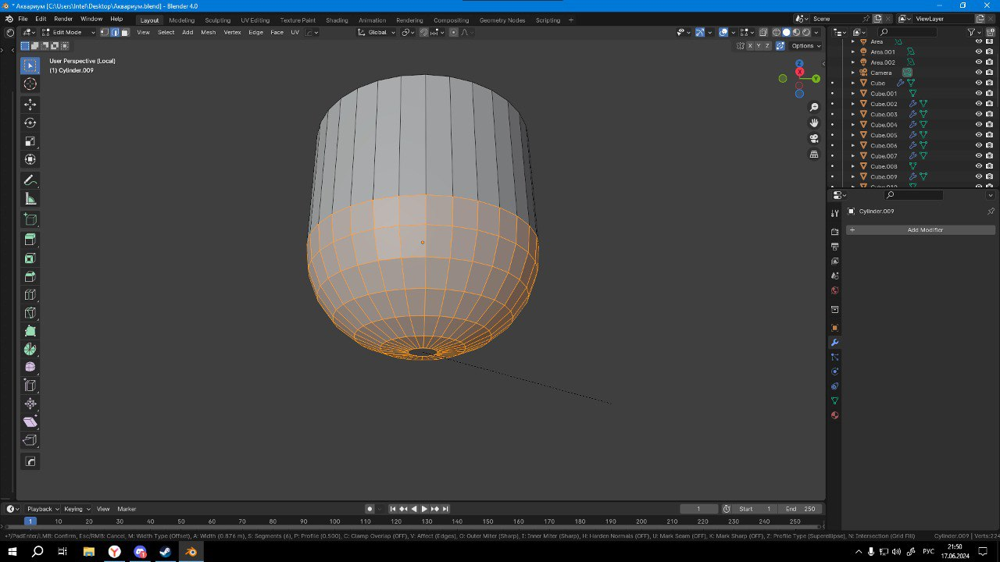 * Аквариум [C:\Users\Intel\Desktop\Аквариум.blend] - Blender 4.0
File Edit Render Window Help Layout Modeling Sculpting UV Editing Texture Paint Shading Animation Rendering Compositing Geometry Nodes Scripting + Scene ViewLayer
Edit Mode View Select Add Mesh Vertex Edge Face UV Global
X Y Z Options
User Perspective (Local)
(1) Cylinder.009
Z
X
Y
Area
Area.001
Area.002
Camera
Cube
Cube.001
Cube.002
Cube.003
Cube.004
Cube.005
Cube.006
Cube.007
Cube.008
Cube.009
Cylinder.009
+ Add Modifier
Playback Keying View Marker 1 Start 1 End 250
1 10 20 30 40 50 60 70 80 90 100 110 120 130 140 150 160 170 180 190 200 210 220 230 240 250
↵/PadEnter/LMB: Confirm, Esc/RMB: Cancel, M: Width Type (Offset), A: Width (0.876 m), S: Segments (6), P: Profile (0.500), C: Clamp Overlap (OFF), V: Affect (Edges), O: Outer Miter (Sharp), I: Inner Miter (Sharp), H: Harden Normals (OFF), U: Mark Seam (OFF), K: Mark Sharp (OFF), Z: Profile Type (Superellipse), N: Intersection (Grid Fill) Cylinder.009 | Verts:224
РУС
21:50
17.06.2024